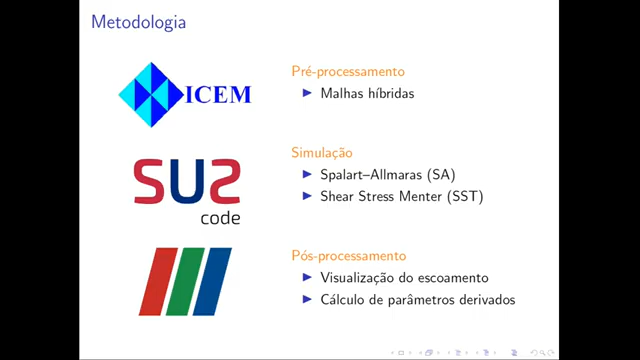 Metodologia
ICEM
Pré-processamento
Malhas híbridas
SU2
code
Simulação
Spalart–Allmaras (SA)
Shear Stress Menter (SST)
Pós-processamento
Visualização do escoamento
Cálculo de parâmetros derivados